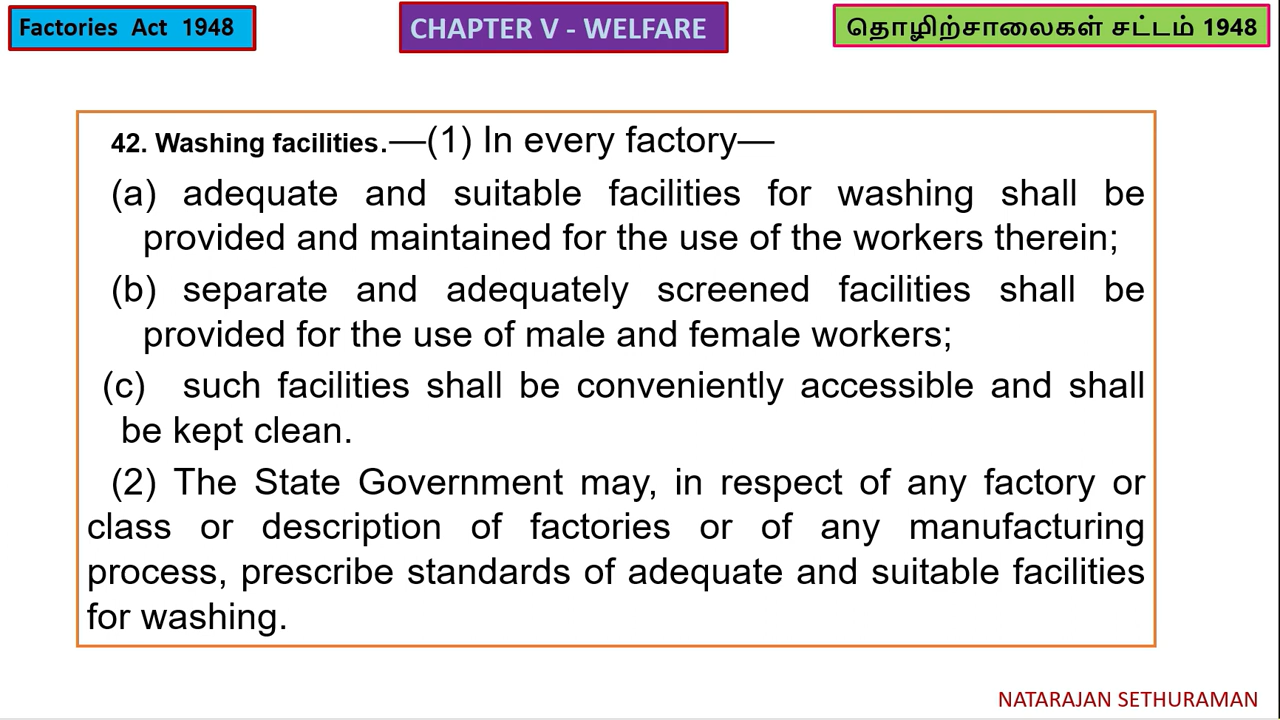 Factories Act 1948
CHAPTER V - WELFARE
தொழிற்சாலைகள் சட்டம் 1948
42. Washing facilities.—(1) In every factory—
(a) adequate and suitable facilities for washing shall be
provided and maintained for the use of the workers therein;
(b) separate and adequately screened facilities shall be
provided for the use of male and female workers;
(c) such facilities shall be conveniently accessible and shall
be kept clean.
(2) The State Government may, in respect of any factory or
class or description of factories or of any manufacturing
process, prescribe standards of adequate and suitable facilities
for washing.
NATARAJAN SETHURAMAN